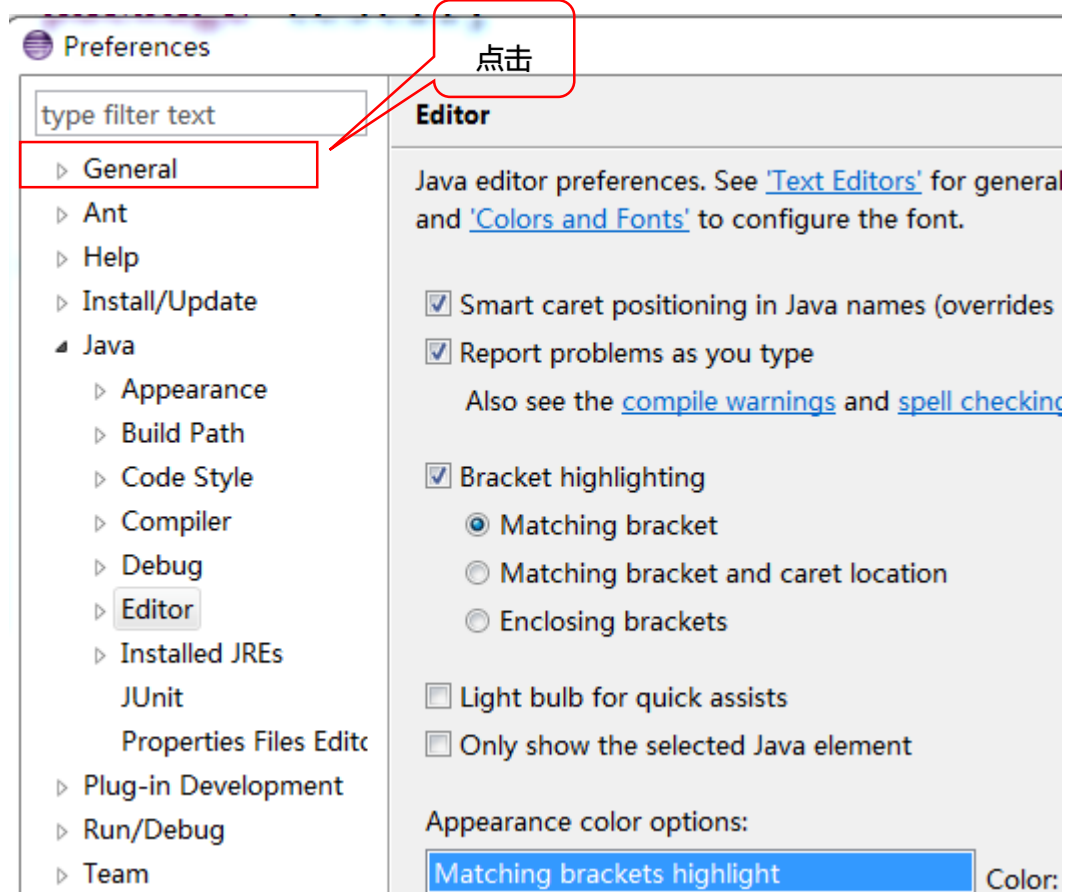 Preferences
点击
type filter text
General
Ant
Help
Install/Update
Java
Appearance
Build Path
Code Style
Compiler
Debug
Editor
Installed JREs
JUnit
Properties Files Edito
Plug-in Development
Run/Debug
Team
Editor
Java editor preferences. See 'Text Editors' for general
and 'Colors and Fonts' to configure the font.
Smart caret positioning in Java names (overrides
Report problems as you type
Also see the compile warnings and spell checking
Bracket highlighting
Matching bracket
Matching bracket and caret location
Enclosing brackets
Light bulb for quick assists
Only show the selected Java element
Appearance color options:
Matching brackets highlight
Color: